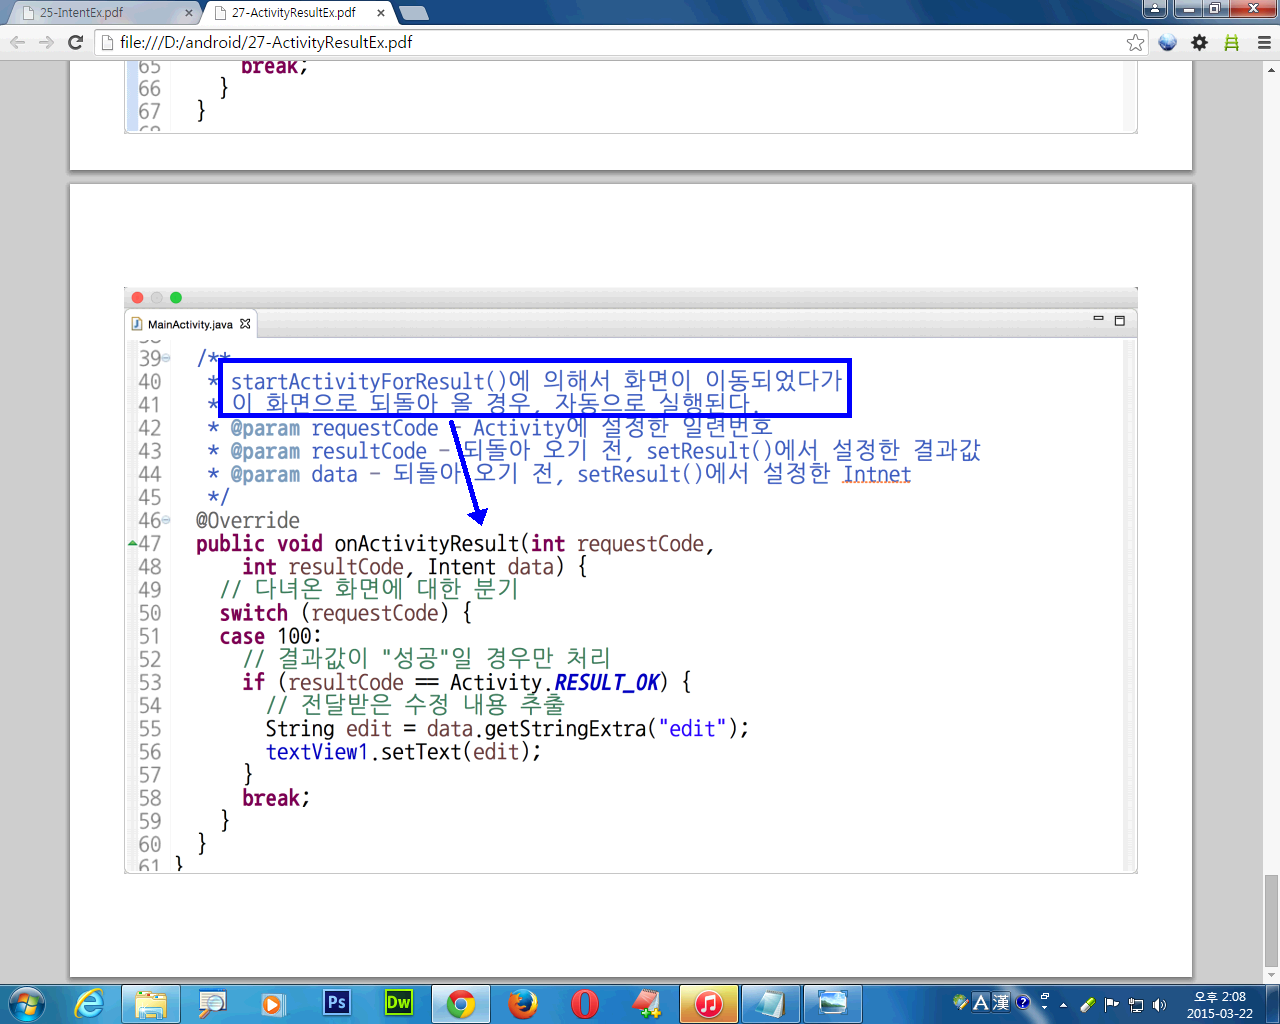 25-IntentEx.pdf
27-ActivityResultEx.pdf
file:///D:/android/27-ActivityResultEx.pdf
65 break;
66 }
67 }
68
MainActivity.java
39 /**
40 * startActivityForResult()에 의해서 화면이 이동되었다가
41 * 이 화면으로 되돌아 올 경우, 자동으로 실행된다.
42 * @param requestCode - Activity에 설정한 일련번호
43 * @param resultCode - 되돌아 오기 전, setResult()에서 설정한 결과값
44 * @param data - 되돌아 오기 전, setResult()에서 설정한 Intnet
45 */
46 @Override
47 public void onActivityResult(int requestCode,
48 int resultCode, Intent data) {
49 // 다녀온 화면에 대한 분기
50 switch (requestCode) {
51 case 100:
52 // 결과값이 "성공"일 경우만 처리
53 if (resultCode == Activity.RESULT_OK) {
54 // 전달받은 수정 내용 추출
55 String edit = data.getStringExtra("edit");
56 textView1.setText(edit);
57 }
58 break;
59 }
60 }
61 }
Ps
Dw
A 漢
오후 2:08
2015-03-22